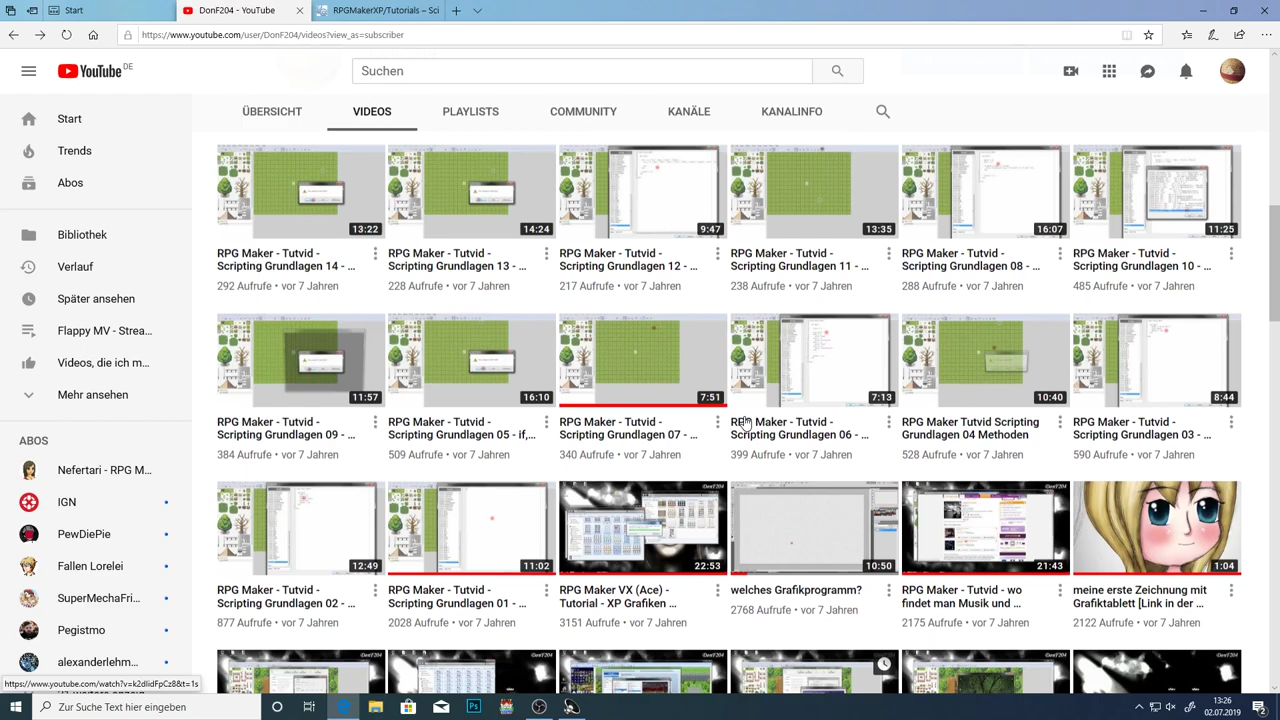 Start
DonF204 - YouTube
RPGMakerXP/Tutorials – Sci
https://www.youtube.com/user/DonF204/videos?view_as=subscriber
YouTube DE
Suchen
ÜBERSICHT
VIDEOS
PLAYLISTS
COMMUNITY
KANÄLE
KANALINFO
Start
Trends
Abos
Bibliothek
Verlauf
Später ansehen
Flappy MV - Strea...
Videos, die ich m...
Mehr ansehen
ABOS
Nefertari - RPG M...
IGN
PewDiePie
Fallen Lorelei
SuperMechaFri...
Pegistmo
alexanderlehm...
13:22
14:24
9:47
13:35
16:07
11:25
RPG Maker - Tutvid -
Scripting Grundlagen 14 - ...
292 Aufrufe • vor 7 Jahren
RPG Maker - Tutvid -
Scripting Grundlagen 13 - ...
228 Aufrufe • vor 7 Jahren
RPG Maker - Tutvid -
Scripting Grundlagen 12 - ...
217 Aufrufe • vor 7 Jahren
RPG Maker - Tutvid -
Scripting Grundlagen 11 - ...
238 Aufrufe • vor 7 Jahren
RPG Maker - Tutvid -
Scripting Grundlagen 08 - ...
288 Aufrufe • vor 7 Jahren
RPG Maker - Tutvid -
Scripting Grundlagen 10 - ...
485 Aufrufe • vor 7 Jahren
11:57
16:10
7:51
7:13
10:40
8:44
RPG Maker - Tutvid -
Scripting Grundlagen 09 - ...
384 Aufrufe • vor 7 Jahren
RPG Maker - Tutvid -
Scripting Grundlagen 05 - if,...
509 Aufrufe • vor 7 Jahren
RPG Maker - Tutvid -
Scripting Grundlagen 07 - ...
340 Aufrufe • vor 7 Jahren
RPG Maker - Tutvid -
Scripting Grundlagen 06 - ...
399 Aufrufe • vor 7 Jahren
RPG Maker Tutvid Scripting
Grundlagen 04 Methoden
528 Aufrufe • vor 7 Jahren
RPG Maker - Tutvid -
Scripting Grundlagen 03 - ...
590 Aufrufe • vor 7 Jahren
12:49
11:02
22:53
10:50
21:43
1:04
RPG Maker - Tutvid -
Scripting Grundlagen 02 - ...
877 Aufrufe • vor 7 Jahren
RPG Maker - Tutvid -
Scripting Grundlagen 01 - ...
2028 Aufrufe • vor 7 Jahren
RPG Maker VX (Ace) -
Tutorial - XP Grafiken ...
3151 Aufrufe • vor 7 Jahren
welches Grafikprogramm?
2768 Aufrufe • vor 7 Jahren
RPG Maker - Tutvid - wo
findet man Musik und ...
2175 Aufrufe • vor 7 Jahren
meine erste Zeichnung mit
Grafiktablett [Link in der ...
2122 Aufrufe • vor 7 Jahren
Zur Suche Text hier eingeben
13:26
02.07.2019
2